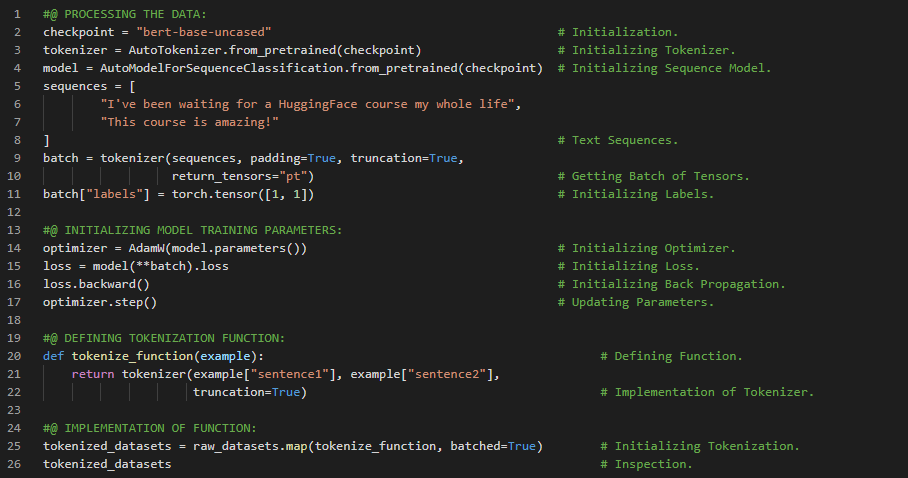 1 #@ PROCESSING THE DATA:
2 checkpoint = "bert-base-uncased" # Initialization.
3 tokenizer = AutoTokenizer.from_pretrained(checkpoint) # Initializing Tokenizer.
4 model = AutoModelForSequenceClassification.from_pretrained(checkpoint) # Initializing Sequence Model.
5 sequences = [
6 "I've been waiting for a HuggingFace course my whole life",
7 "This course is amazing!"
8 ] # Text Sequences.
9 batch = tokenizer(sequences, padding=True, truncation=True,
10 return_tensors="pt") # Getting Batch of Tensors.
11 batch["labels"] = torch.tensor([1, 1]) # Initializing Labels.
12
13 #@ INITIALIZING MODEL TRAINING PARAMETERS:
14 optimizer = AdamW(model.parameters()) # Initializing Optimizer.
15 loss = model(**batch).loss # Initializing Loss.
16 loss.backward() # Initializing Back Propagation.
17 optimizer.step() # Updating Parameters.
18
19 #@ DEFINING TOKENIZATION FUNCTION:
20 def tokenize_function(example): # Defining Function.
21 return tokenizer(example["sentence1"], example["sentence2"],
22 truncation=True) # Implementation of Tokenizer.
23
24 #@ IMPLEMENTATION OF FUNCTION:
25 tokenized_datasets = raw_datasets.map(tokenize_function, batched=True) # Initializing Tokenization.
26 tokenized_datasets # Inspection.